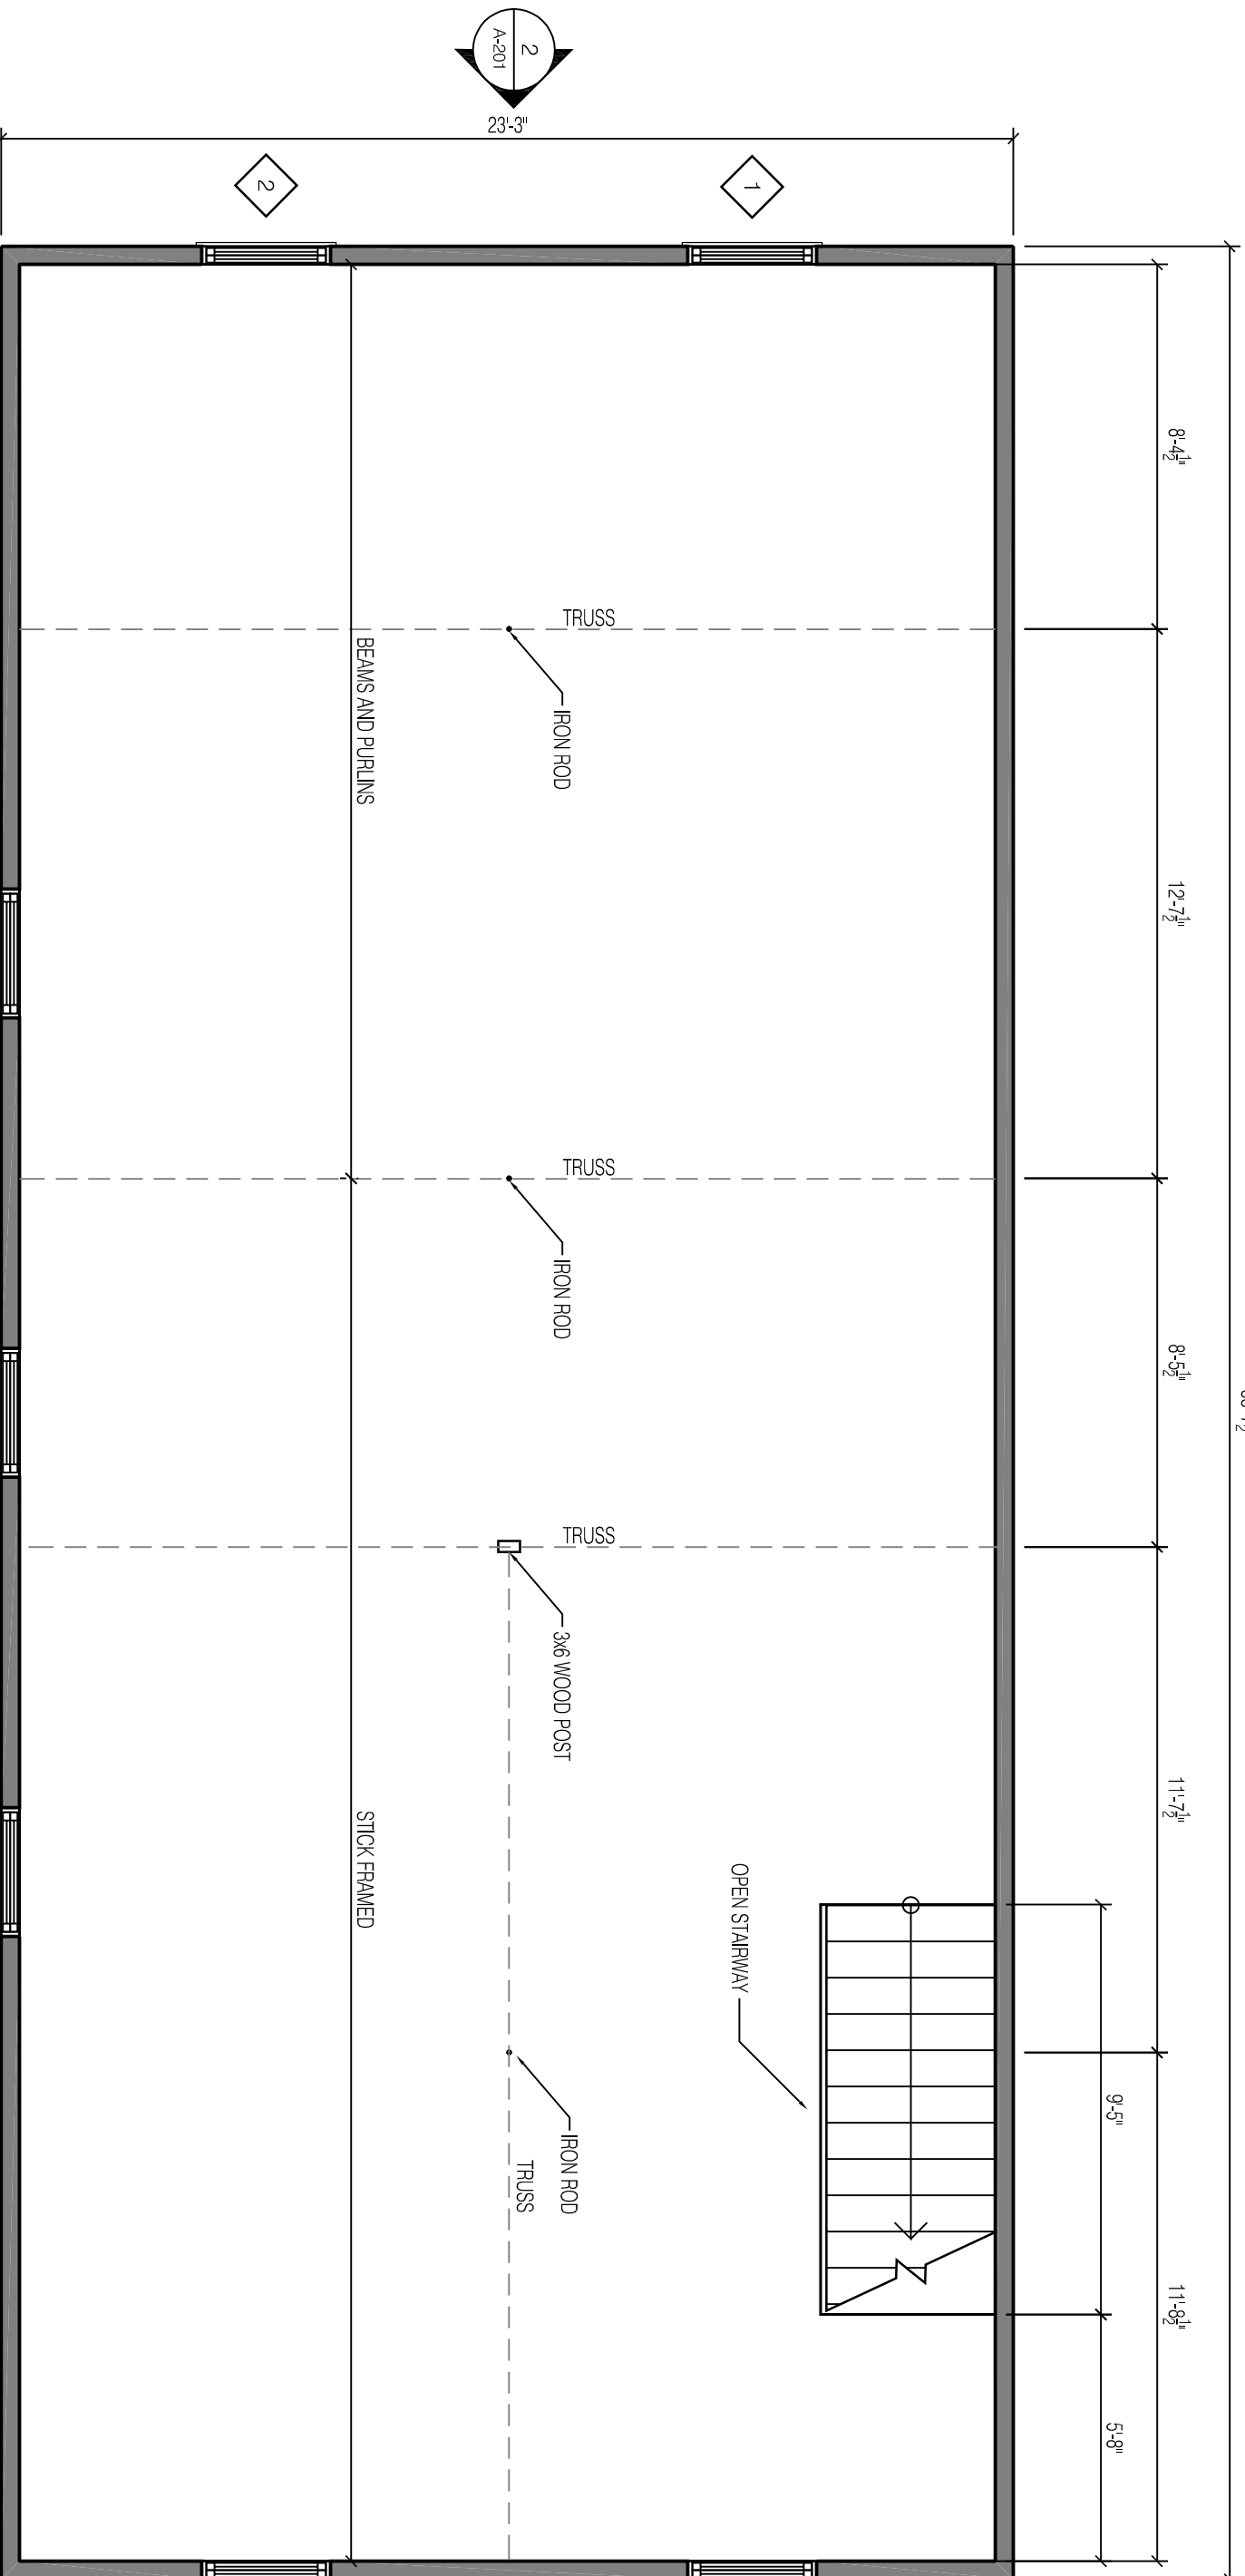 2
A-201
23'-3"
2
1
8'-4½"
12'-7½"
8'-5½"
11'-7½"
11'-8½"
9'-5"
5'-8"
TRUSS
IRON ROD
BEAMS AND PURLINS
TRUSS
IRON ROD
TRUSS
3x6 WOOD POST
STICK FRAMED
OPEN STAIRWAY
IRON ROD
TRUSS